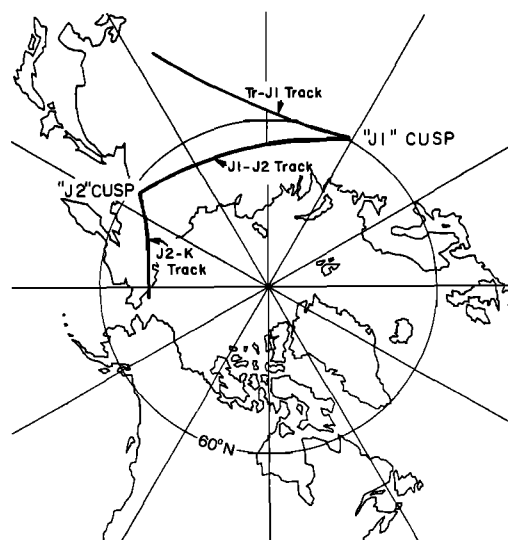 Tr-J1 Track
"J1" CUSP
J1-J2 Track
"J2" CUSP
J2-K
Track
60°N